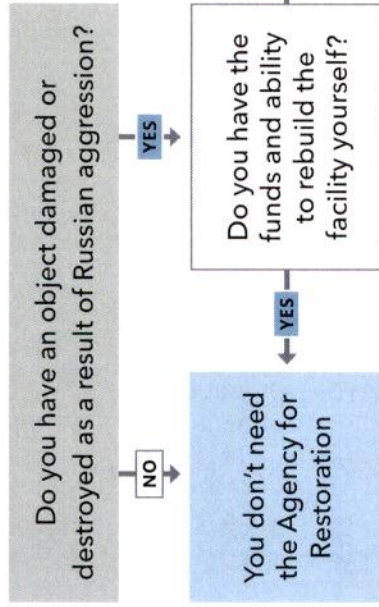 Do you have an object damaged or
destroyed as a result of Russian aggression?
NO
YES
You don't need
the Agency for
Restoration
YES
Do you have the
funds and ability
to rebuild the
facility yourself?